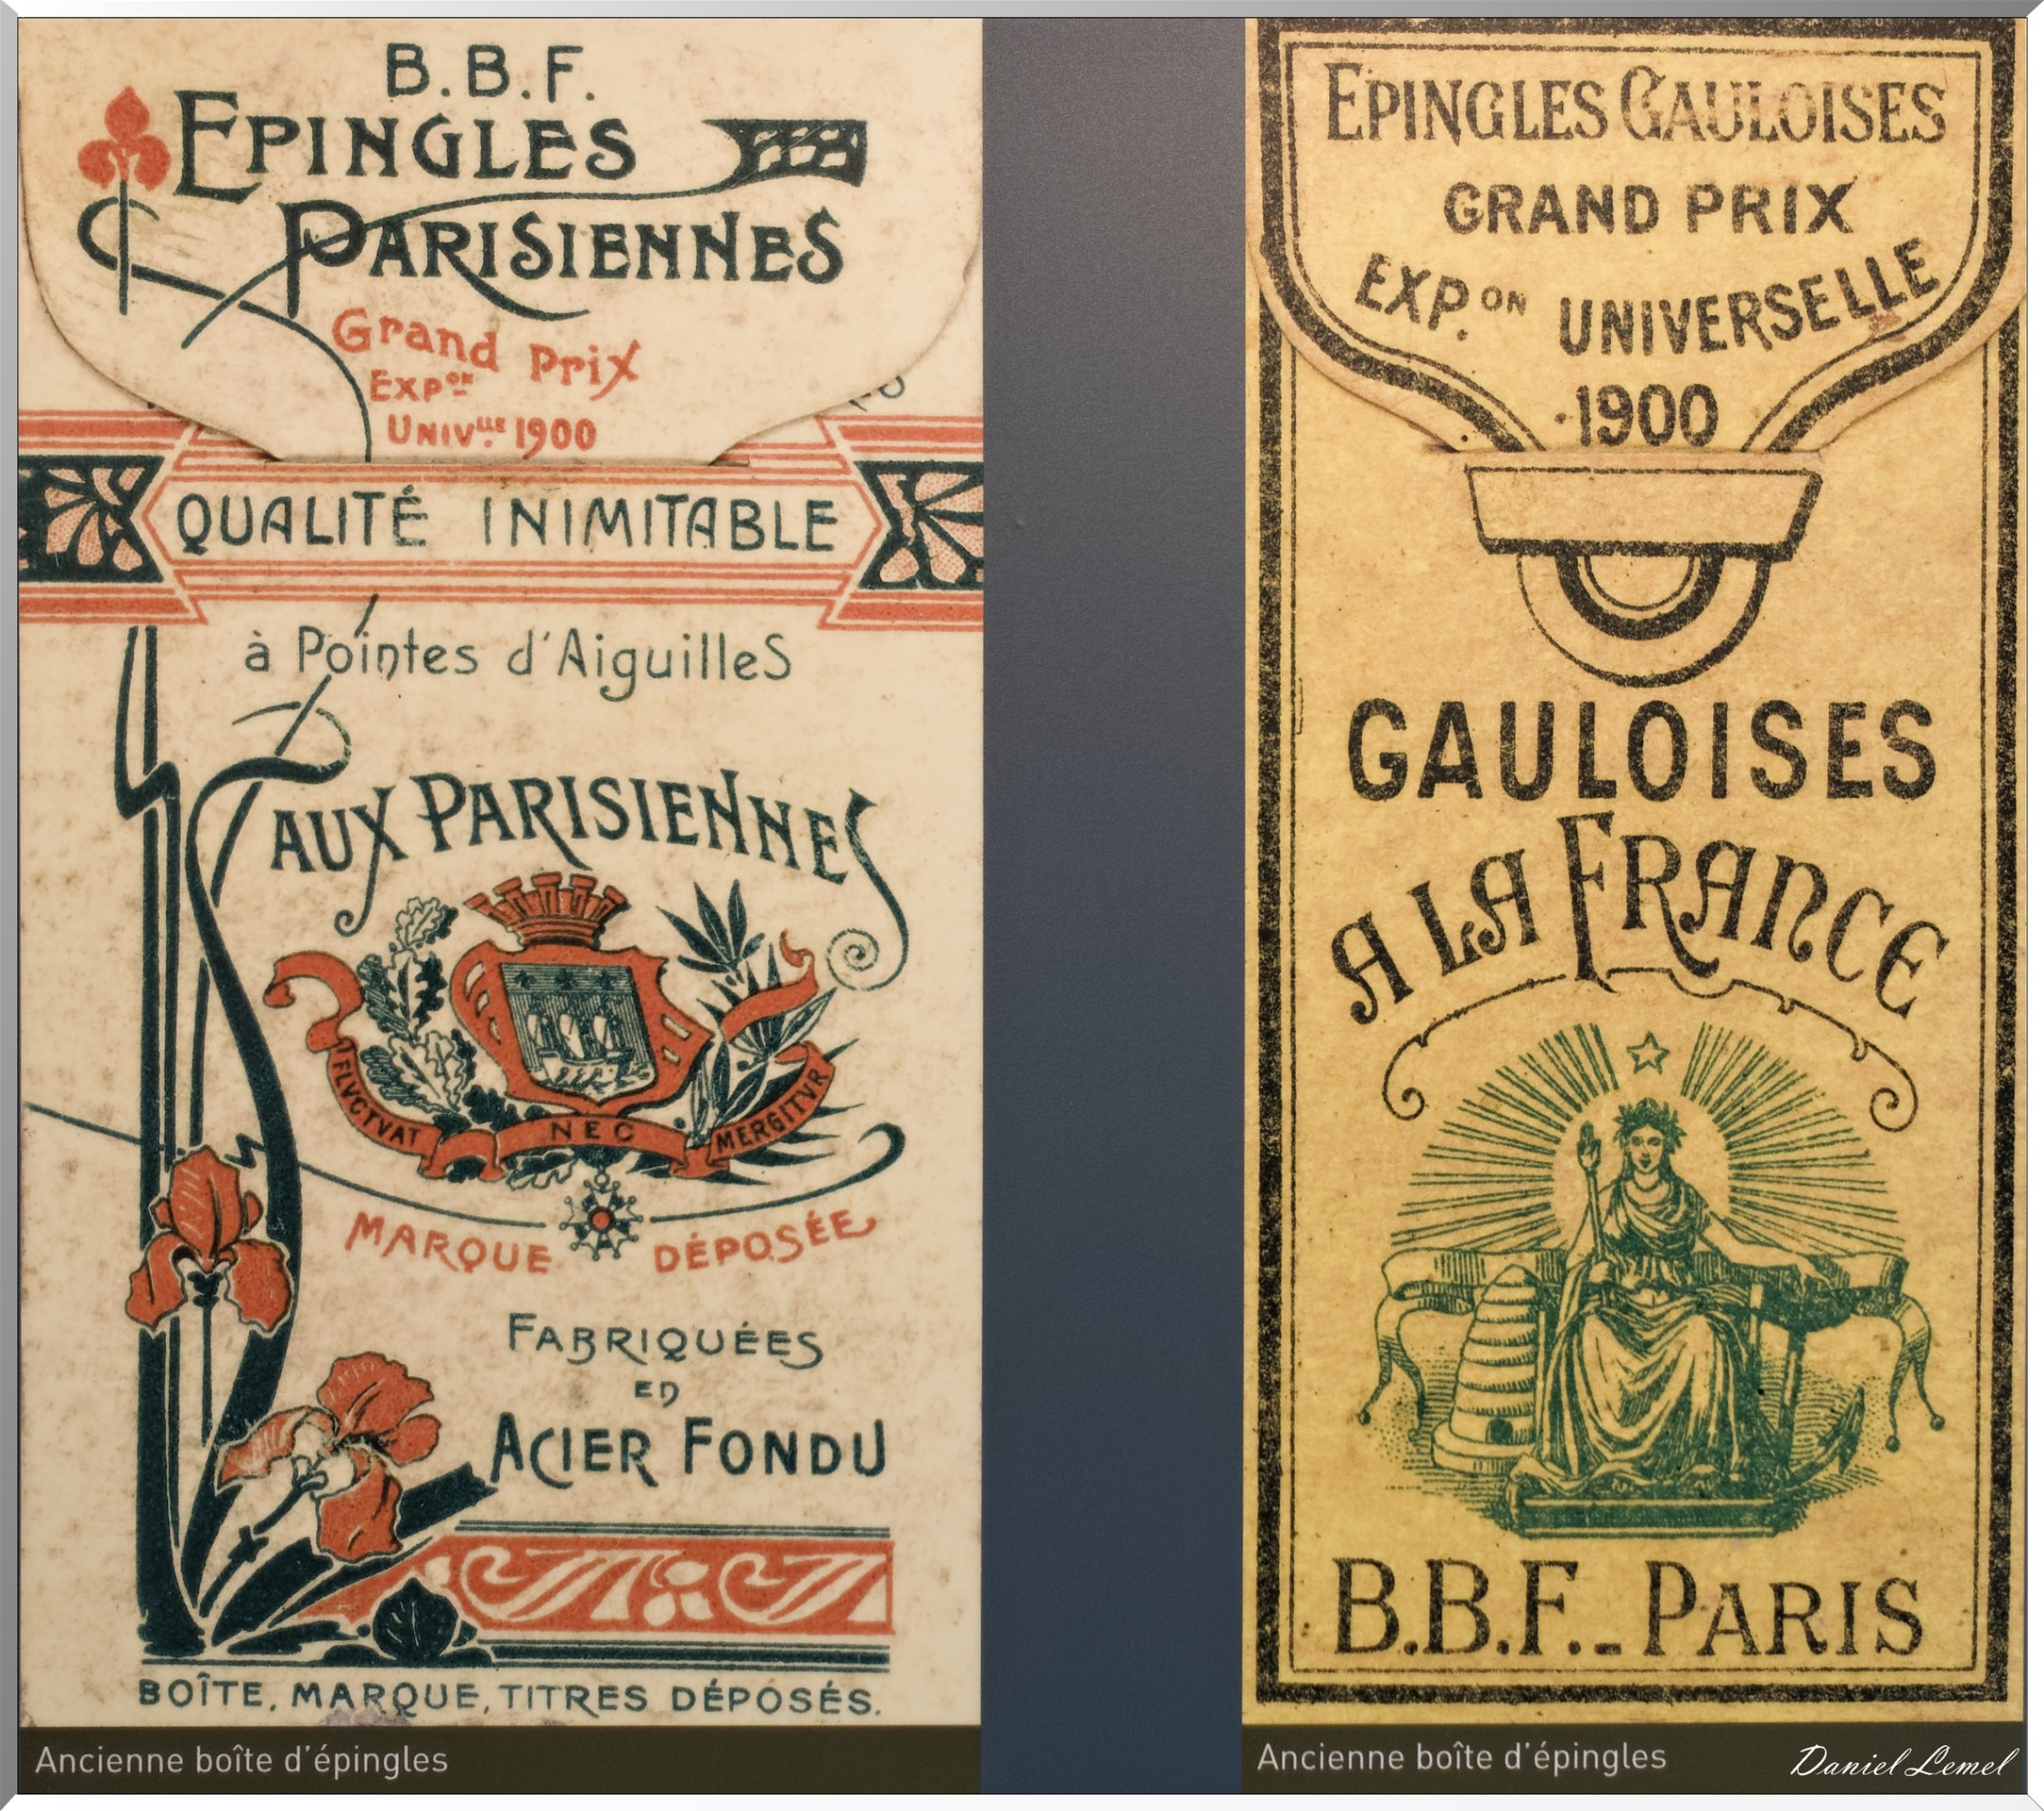 B.B.F.
EPINGLES
PARISIENNES
Grand Prix
EXPON
UNIVLLE 1900
QUALITÉ INIMITABLE
à Pointes d'Aiguilles
AUX PARISIENNES
FLVCTVAT NEC MERGITVR
MARQUE DÉPOSÉE
FABRIQUÉES
EN
ACIER FONDU
BOÎTE, MARQUE, TITRES DÉPOSÉS.
Ancienne boîte d'épingles
EPINGLES GAULOISES
GRAND PRIX
EXP.ON UNIVERSELLE
1900
GAULOISES
A LA FRANCE
B.B.F._PARIS
Ancienne boîte d'épingles
Daniel Lemel